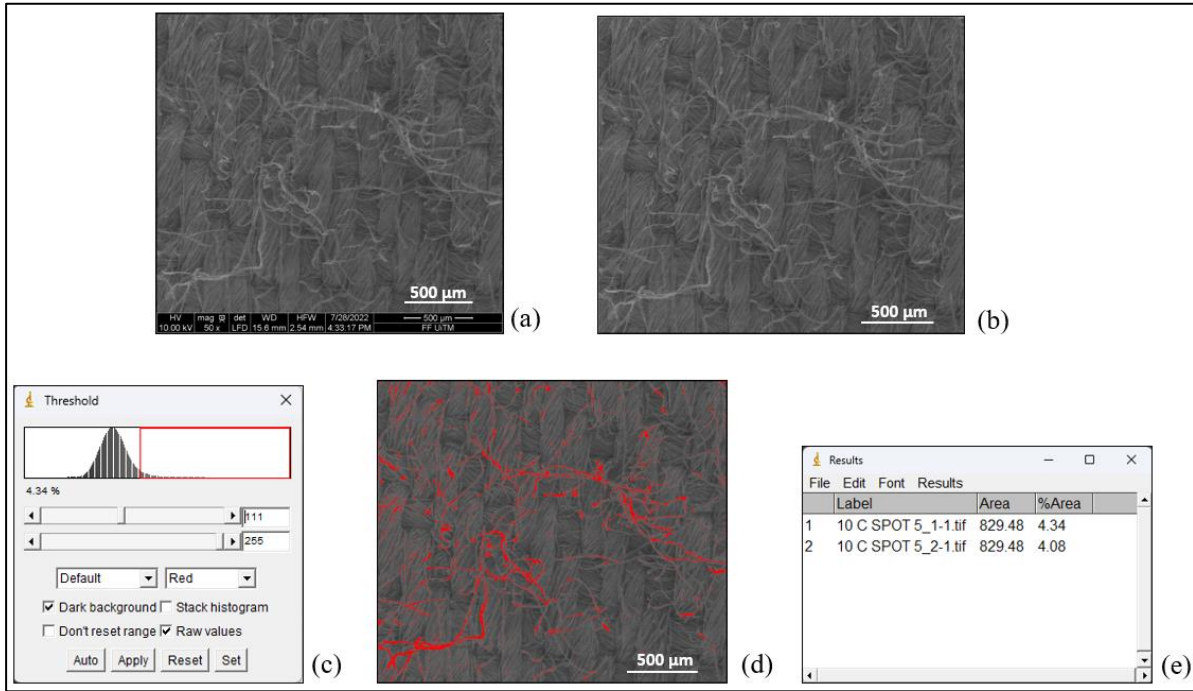 500 µm
HV mag det WD HFW 7/28/2022 500 µm
10.00 kV 50 x LFD 15.6 mm 2.54 mm 4:33:17 PM FF UiTM
(a)
500 µm
(b)
Threshold
4.34 %
111
255
Default Red
Dark background Stack histogram
Don't reset range Raw values
Auto Apply Reset Set
(c)
500 µm
(d)
Results
File Edit Font Results
Label Area %Area
1 10 C SPOT 5_1-1.tif 829.48 4.34
2 10 C SPOT 5_2-1.tif 829.48 4.08
(e)